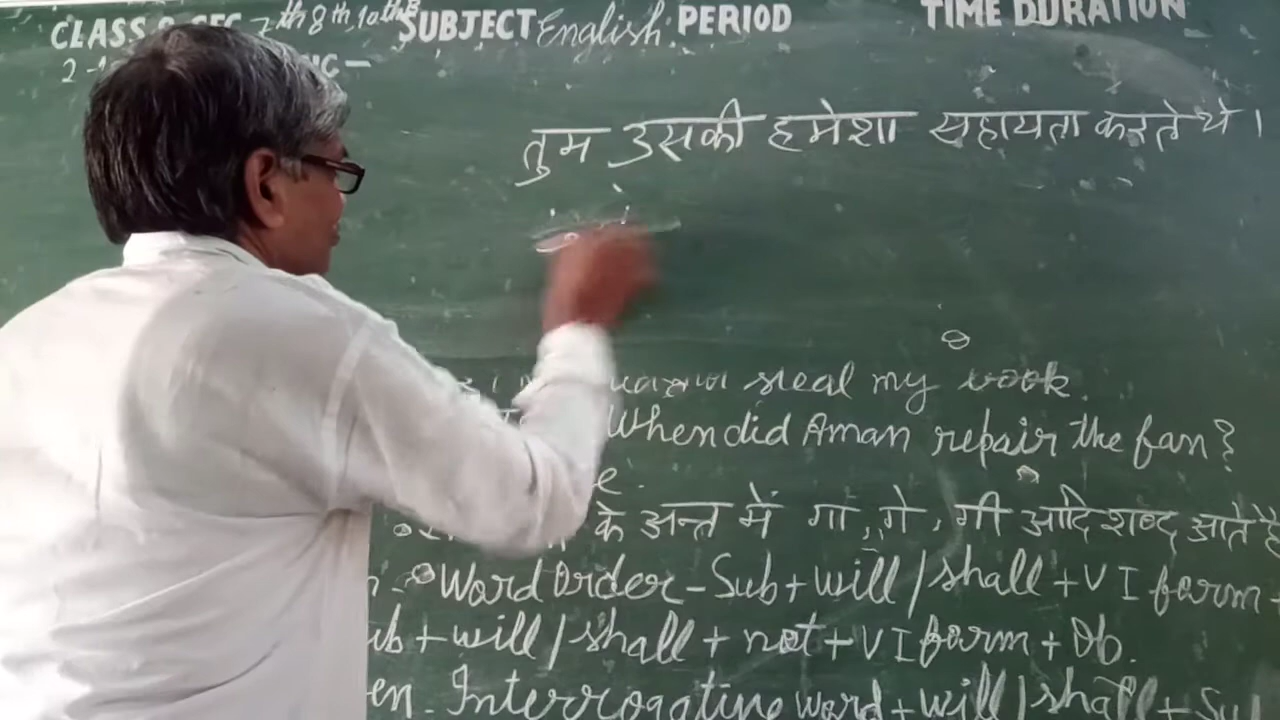 CLASS 7th 8th 10th SUBJECT English PERIOD TIME DURATION
तुम उसकी हमेशा सहायता करते थे।
steal my book.
When did Aman repair the fan?
e.
के अन्त में गा, गे, गी आदि शब्द आते है
Word Order - Sub + will / shall + V I form +
ub + will / shall + not + V I form + Ob.
en. Interrogative word + will / shall + Su